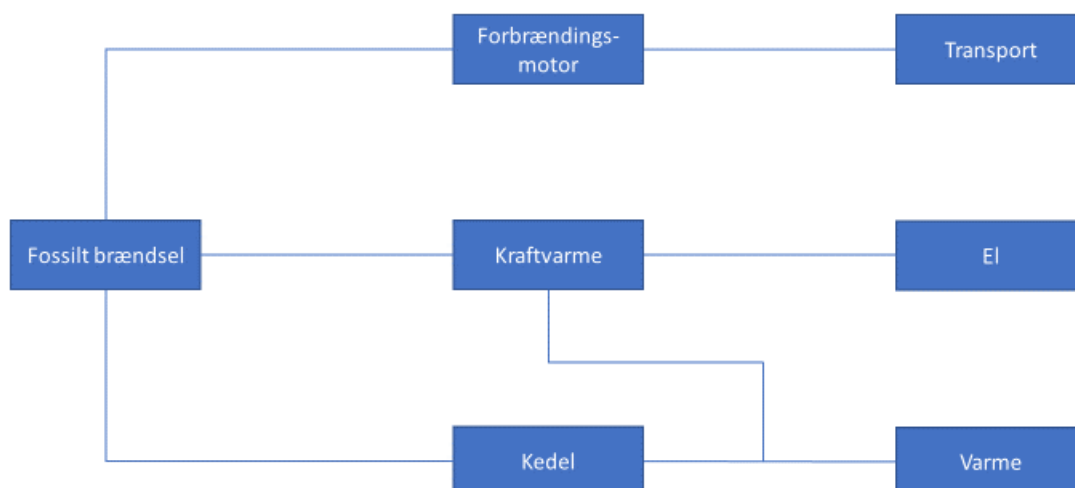 Forbrændings-
motor
Transport
Fossilt brændsel
Kraftvarme
El
Kedel
Varme